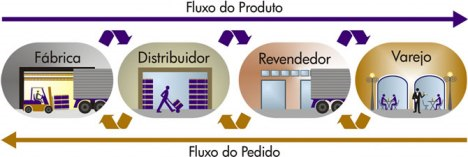 Fluxo do Produto
Fábrica
Distribuidor
Revendedor
Varejo
Fluxo do Pedido